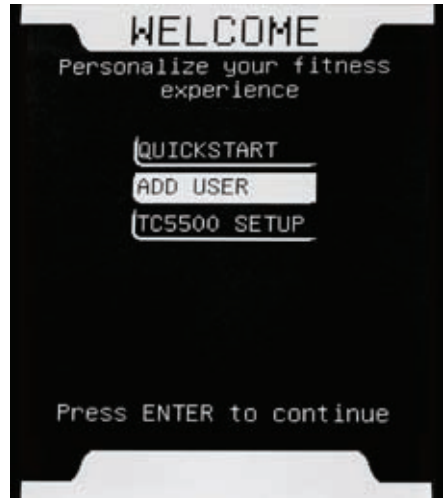 WELCOME
Personalize your fitness
experience
QUICKSTART
ADD USER
TC5500 SETUP
Press ENTER to continue